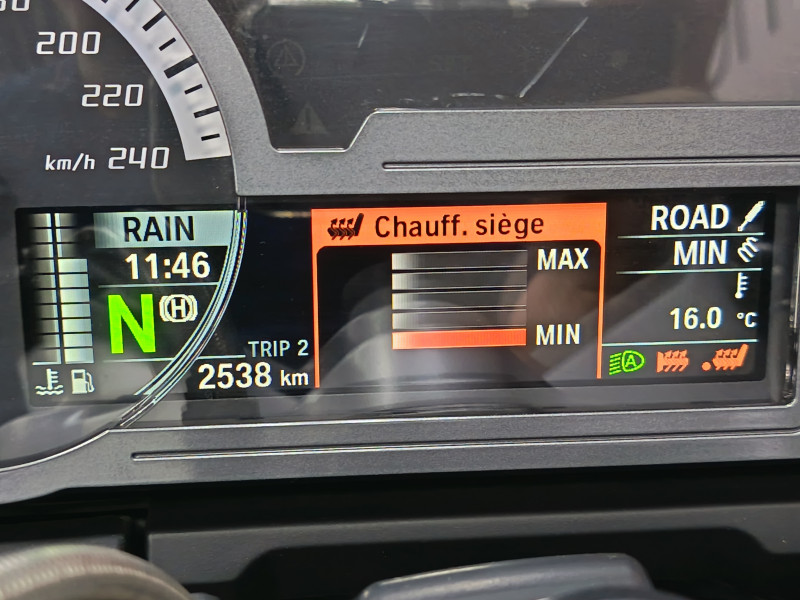 200
220
km/h 240
RAIN
11:46
N (H)
TRIP 2
2538 km
Chauff. siège
MAX
MIN
ROAD
MIN
16.0 °C
A